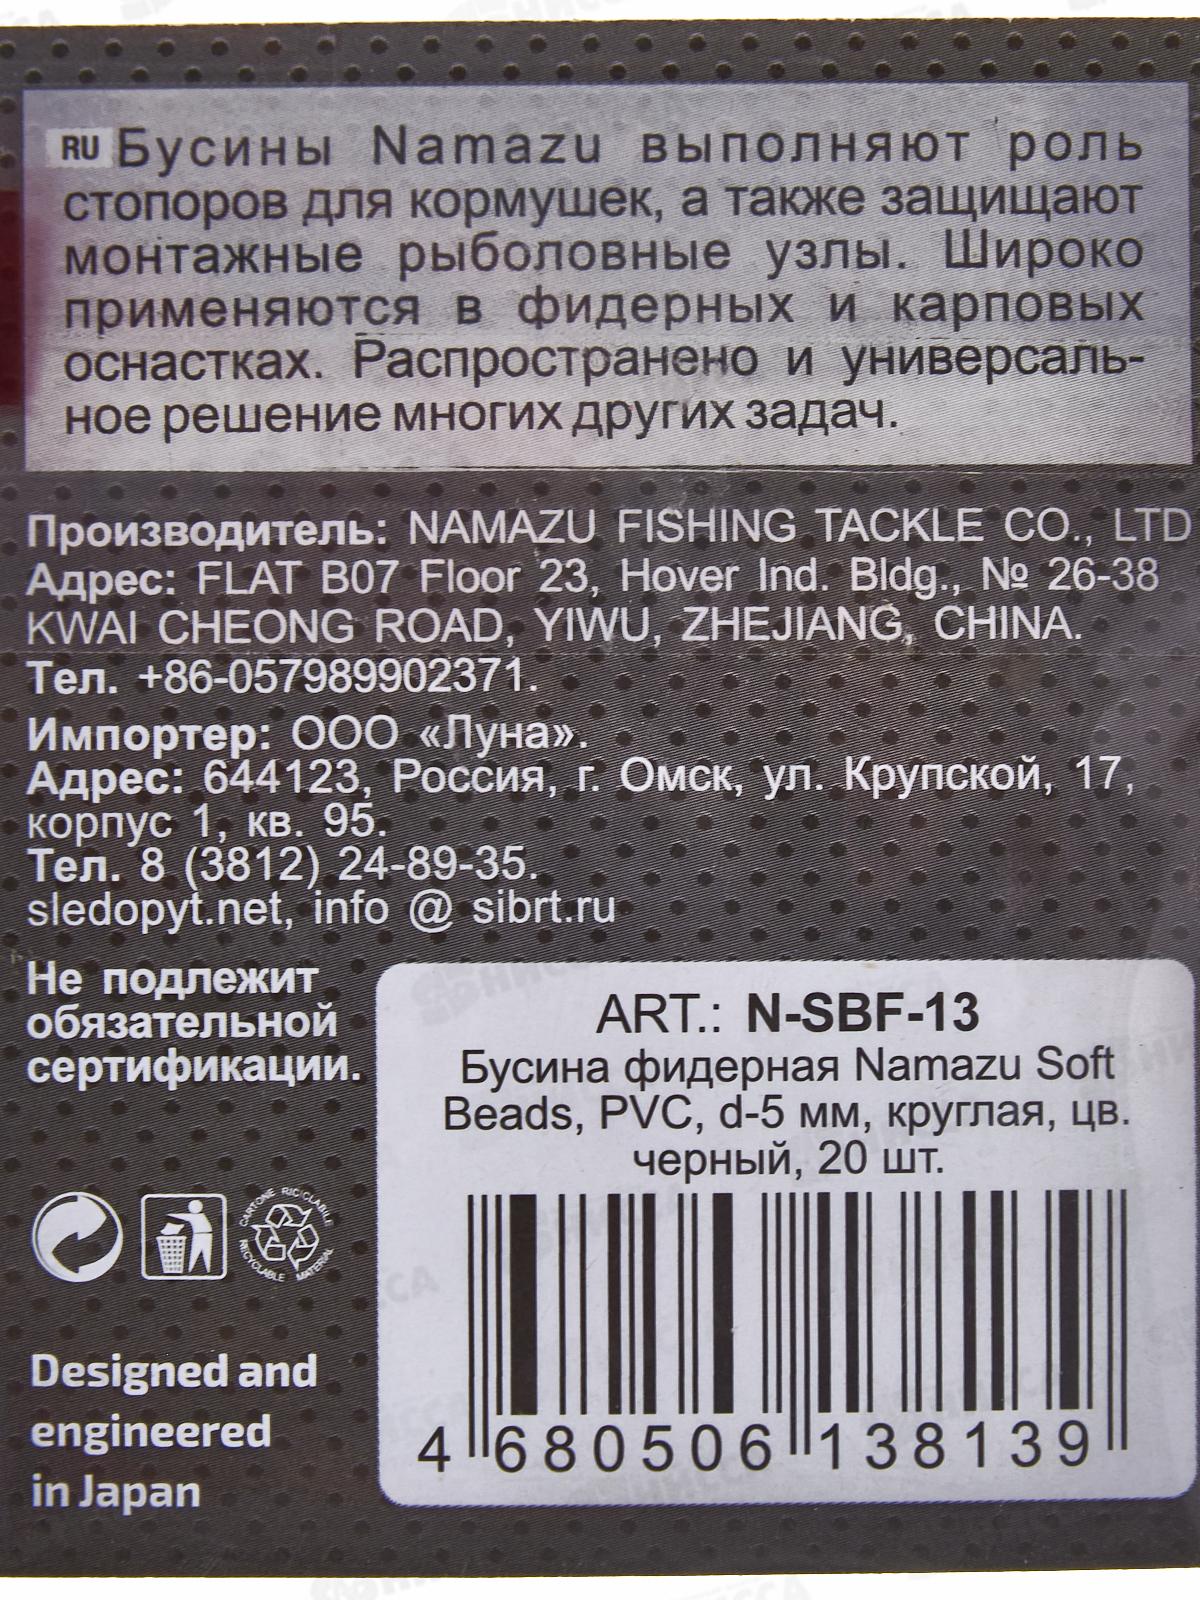 RU Бусины Namazu выполняют роль
стопоров для кормушек, а также защищают
монтажные рыболовные узлы. Широко
применяются в фидерных и карповых
оснастках. Распространено и универсаль-
ное решение многих других задач.
Производитель: NAMAZU FISHING TACKLE CO., LTD
Адрес: FLAT B07 Floor 23, Hover Ind. Bldg., № 26-38
KWAI CHEONG ROAD, YIWU, ZHEJIANG, CHINA.
Тел. +86-057989902371.
Импортер: ООО «Луна».
Адрес: 644123, Россия, г. Омск, ул. Крупской, 17,
корпус 1, кв. 95.
Тел. 8 (3812) 24-89-35.
sledopyt.net, info @ sibrt.ru
Не подлежит
обязательной
сертификации.
CARTONE RICICLABILE
RECYCLABLE MATERIAL
Designed and
engineered
in Japan
ART.: N-SBF-13
Бусина фидерная Namazu Soft
Beads, PVC, d-5 мм, круглая, цв.
черный, 20 шт.
4 680506 138139